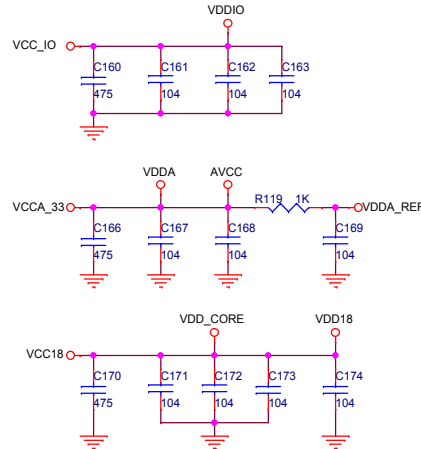 VDDIO
VCC_IO
C160 C161 C162 C163
475 104 104 104
VDDA AVCC
R119 1K
VCCA_33 VDDA_REF
C166 C167 C168 C169
475 104 104 104
VDD_CORE VDD18
VCC18
C170 C171 C172 C173 C174
475 104 104 104 104